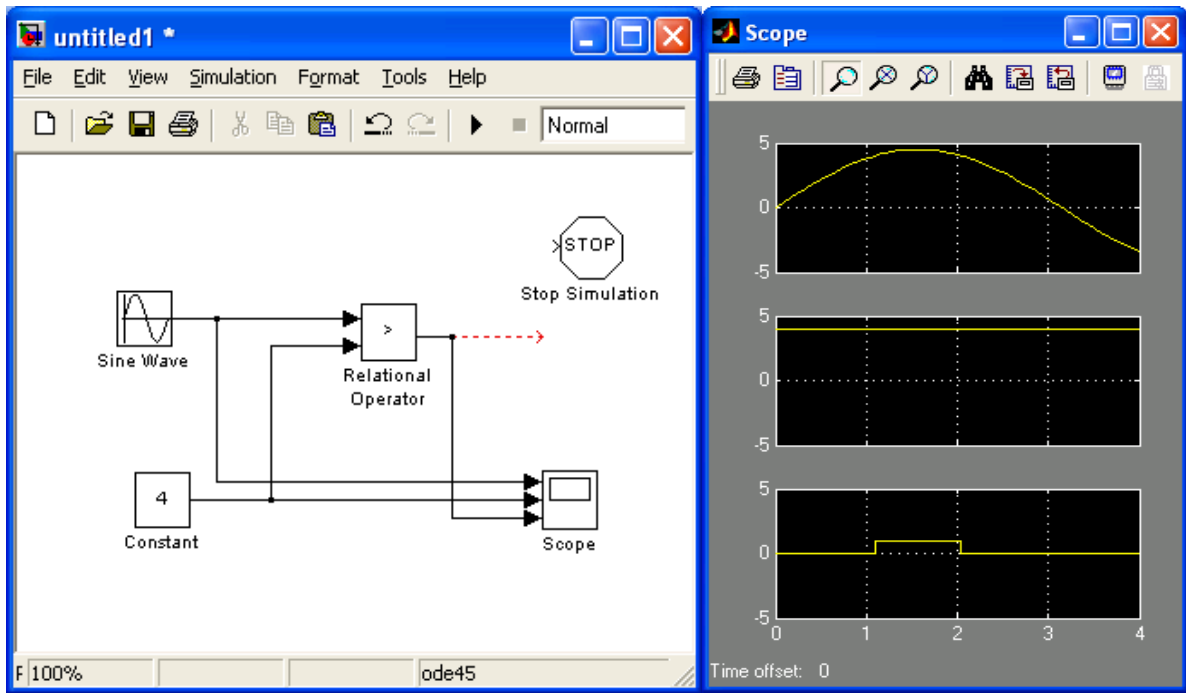 untitled1 *
File Edit View Simulation Format Tools Help
Normal
STOP
Stop Simulation
Sine Wave
>
Relational
Operator
4
Constant
Scope
F 100%
ode45
Scope
5
0
-5
5
0
-5
5
0
-5
0 1 2 3 4
Time offset: 0